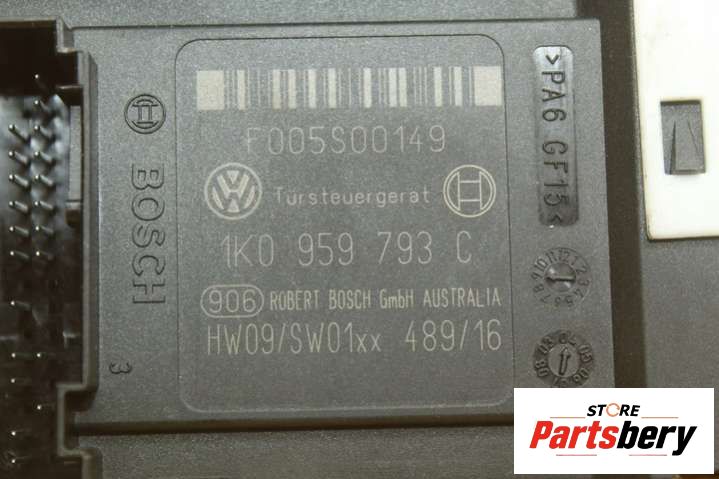 F005S00149
Türsteuergerät
1K0 959 793 C
906 ROBERT BOSCH GmbH AUSTRALIA
HW09/SW01xx 489/16
BOSCH
3
>PA6 GF15<
STORE
Partsbery